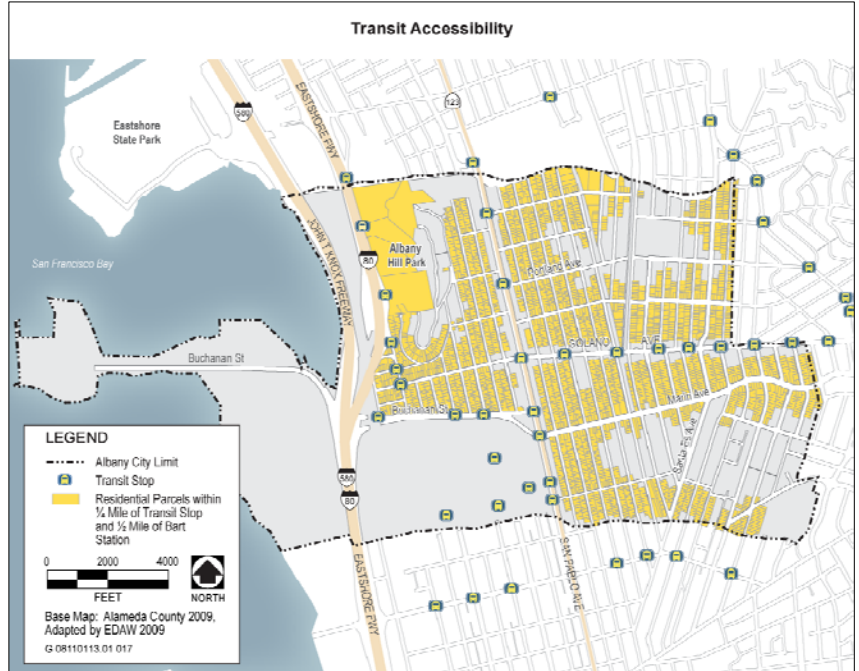 Transit Accessibility
580
EASTSHORE FWY
123
Eastshore
State Park
JOHN T. KNOX FREEWAY
80
Albany
Hill Park
San Francisco Bay
Portland Ave
SOLANO AVE
Buchanan St
Marin Ave
Buchanan St
LEGEND
Albany City Limit
Transit Stop
Residential Parcels within
¼ Mile of Transit Stop
and ½ Mile of Bart
Station
0 2000 4000
FEET
NORTH
Base Map: Alameda County 2009,
Adapted by EDAW 2009
G 08110113.01 017
580
80
EASTSHORE FWY
SAN PABLO AVE